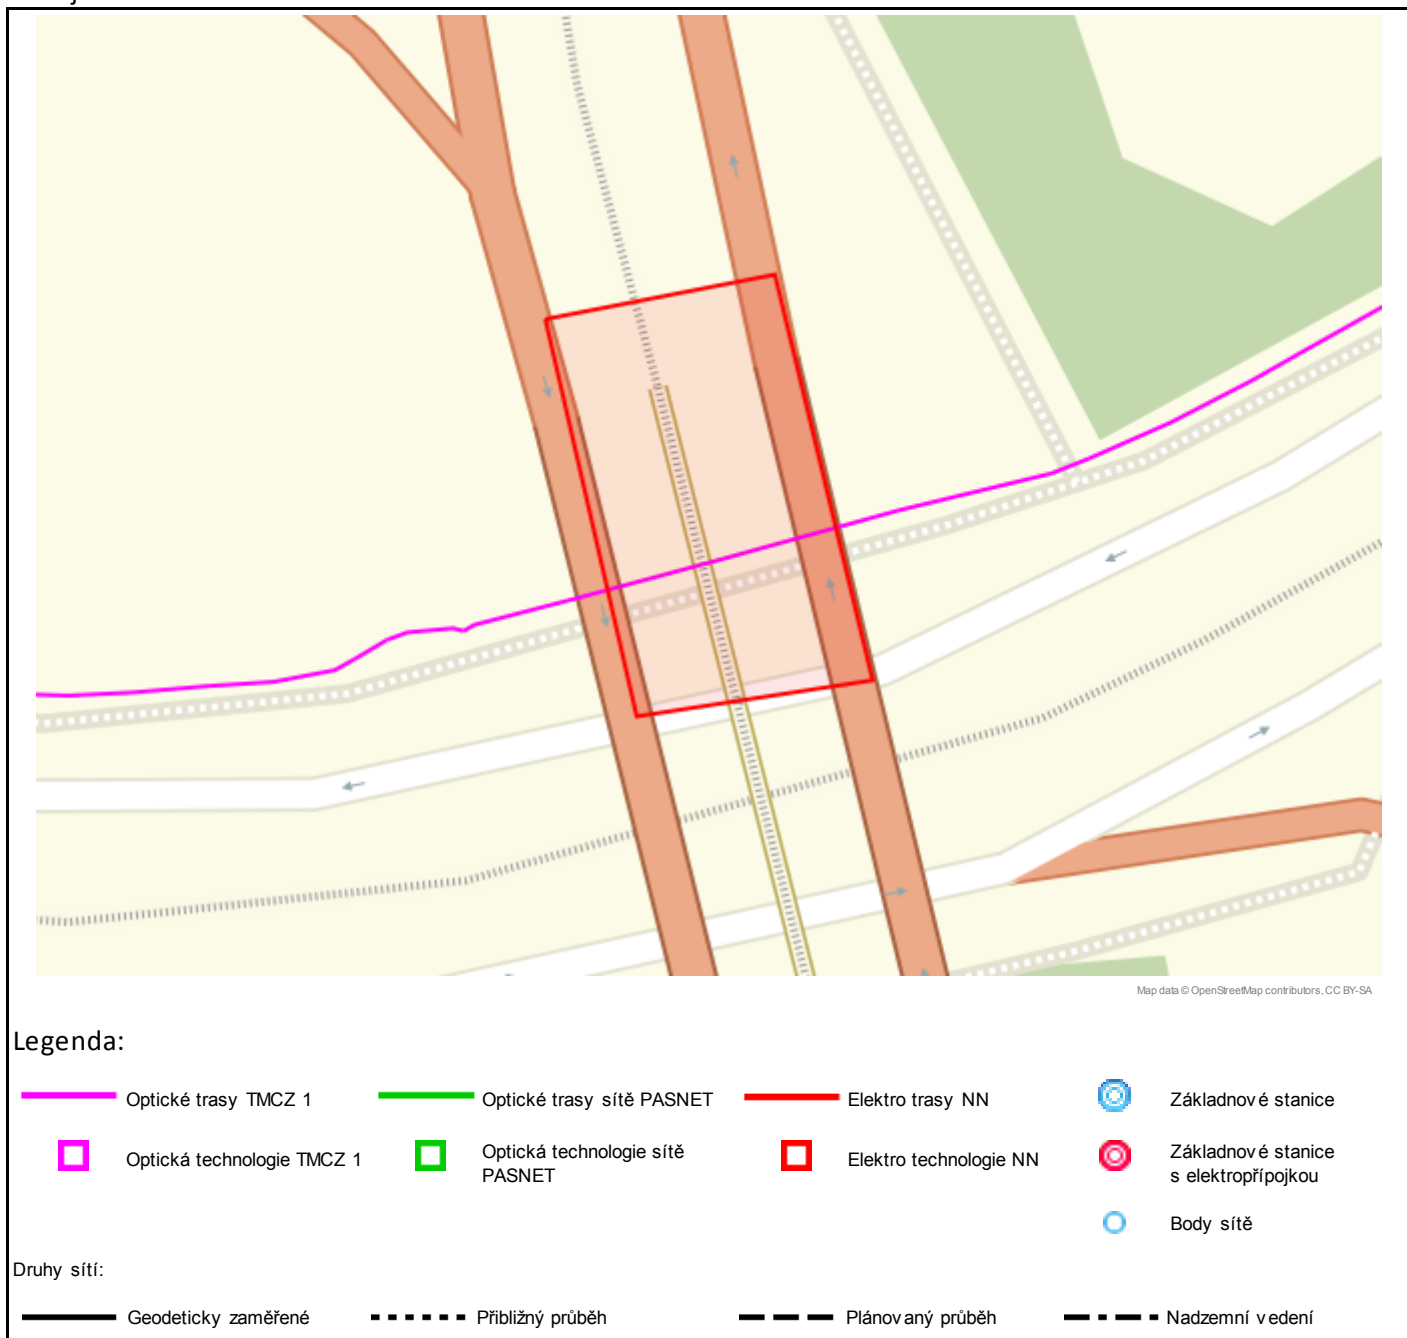 Map data © OpenStreetMap contributors, CC BY-SA
Legenda:
Optické trasy TMCZ 1
Optické trasy sítě PASNET
Elektro trasy NN
Základnové stanice
Optická technologie TMCZ 1
Optická technologie sítě
PASNET
Elektro technologie NN
Základnové stanice
s elektropřípojkou
Body sítě
Druhy sítí:
Geodeticky zaměřené
Přibližný průběh
Plánovaný průběh
Nadzemní vedení